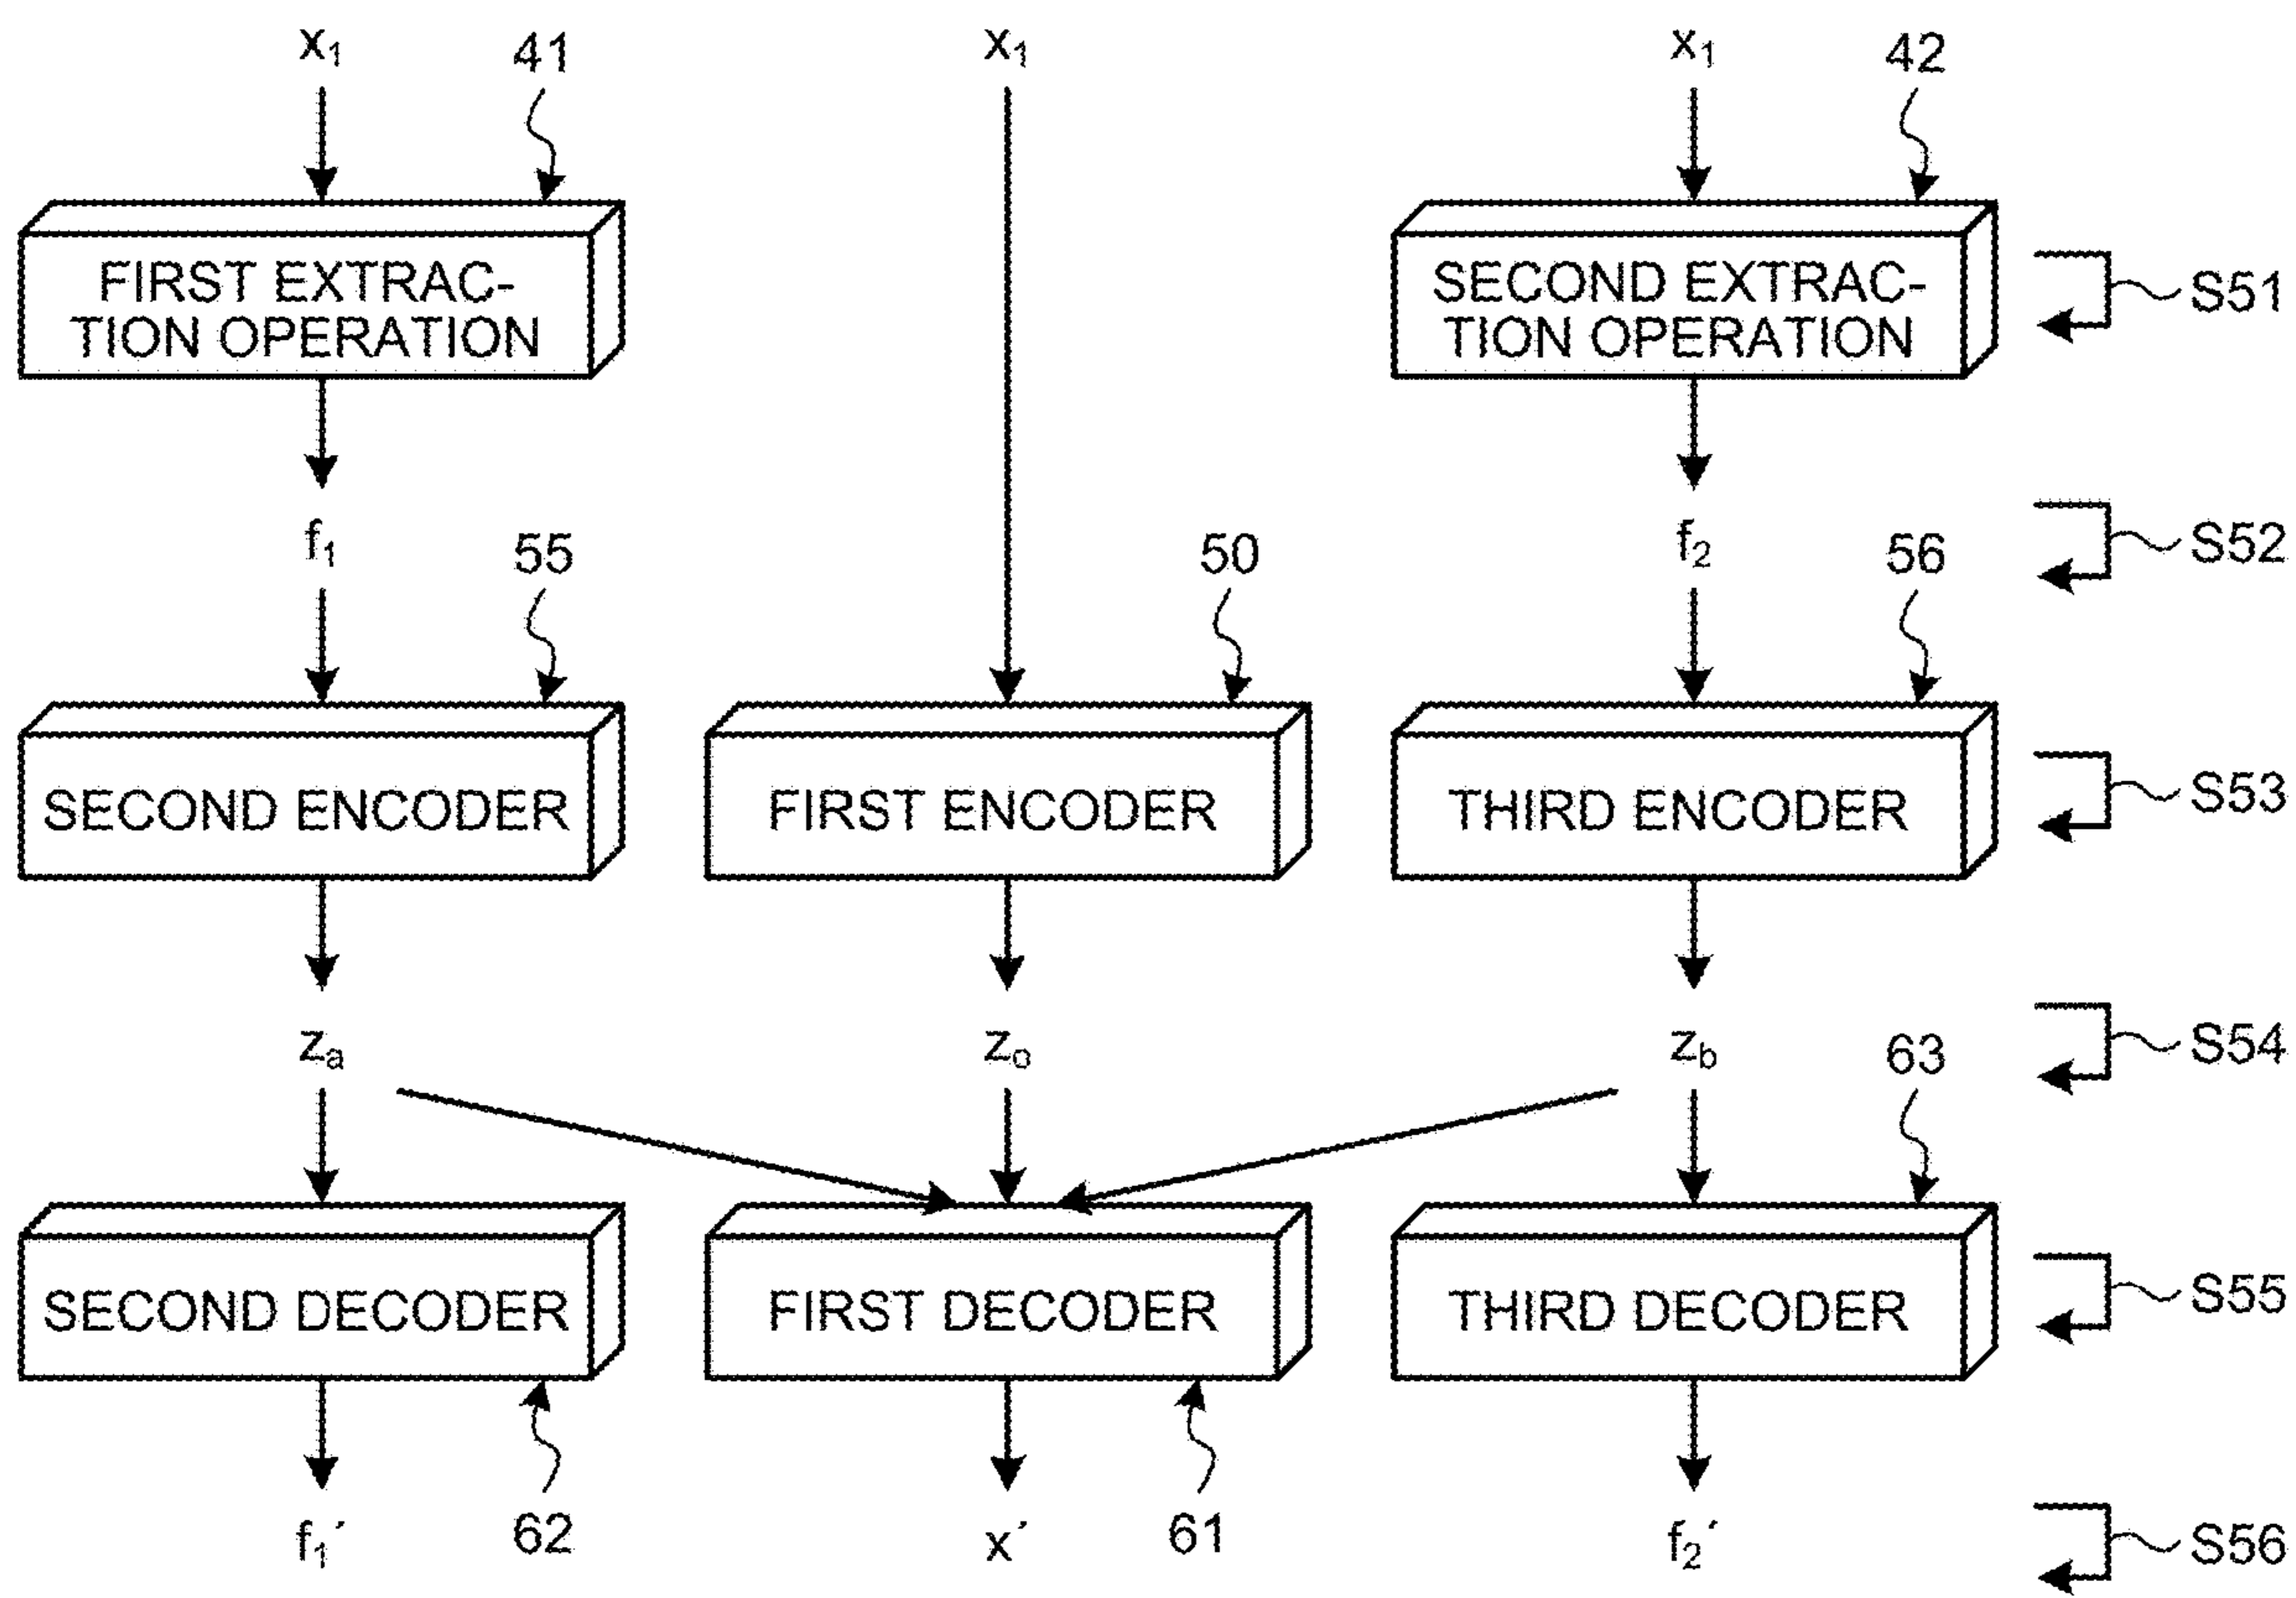 x₁ 41 x₁ x₁ 42
FIRST EXTRAC-
TION OPERATION
SECOND EXTRAC-
TION OPERATION
S51
f₁ 55 50 f₂ 56 S52
SECOND ENCODER FIRST ENCODER THIRD ENCODER S53
zₐ zₒ z_b 63 S54
SECOND DECODER FIRST DECODER THIRD DECODER S55
f₁´ 62 x´ 61 f₂´ S56